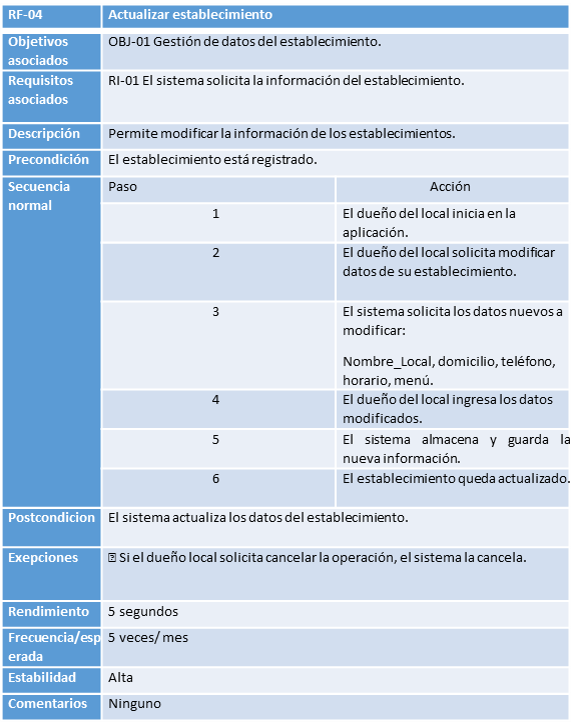 RF-04 Actualizar establecimiento
Objetivos asociados OBJ-01 Gestión de datos del establecimiento.
Requisitos asociados RI-01 El sistema solicita la información del establecimiento.
Descripción Permite modificar la información de los establecimientos.
Precondición El establecimiento está registrado.
Secuencia normal Paso Acción
1 El dueño del local inicia en la
aplicación.
2 El dueño del local solicita modificar
datos de su establecimiento.
3 El sistema solicita los datos nuevos a
modificar:
Nombre_Local, domicilio, teléfono,
horario, menú.
4 El dueño del local ingresa los datos
modificados.
5 El sistema almacena y guarda la
nueva información.
6 El establecimiento queda actualizado.
Postcondicion El sistema actualiza los datos del establecimiento.
Exepciones Si el dueño local solicita cancelar la operación, el sistema la cancela.
Rendimiento 5 segundos
Frecuencia/esp
erada 5 veces/ mes
Estabilidad Alta
Comentarios Ninguno